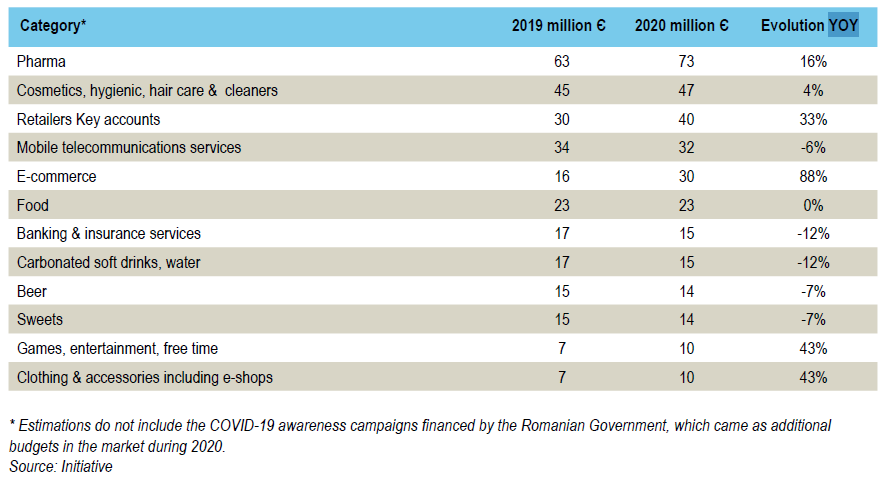 Category* 2019 million € 2020 million € Evolution YOY
Pharma 63 73 16%
Cosmetics, hygienic, hair care & cleaners 45 47 4%
Retailers Key accounts 30 40 33%
Mobile telecommunications services 34 32 -6%
E-commerce 16 30 88%
Food 23 23 0%
Banking & insurance services 17 15 -12%
Carbonated soft drinks, water 17 15 -12%
Beer 15 14 -7%
Sweets 15 14 -7%
Games, entertainment, free time 7 10 43%
Clothing & accessories including e-shops 7 10 43%
* Estimations do not include the COVID-19 awareness campaigns financed by the Romanian Government, which came as additional
budgets in the market during 2020.
Source: Initiative